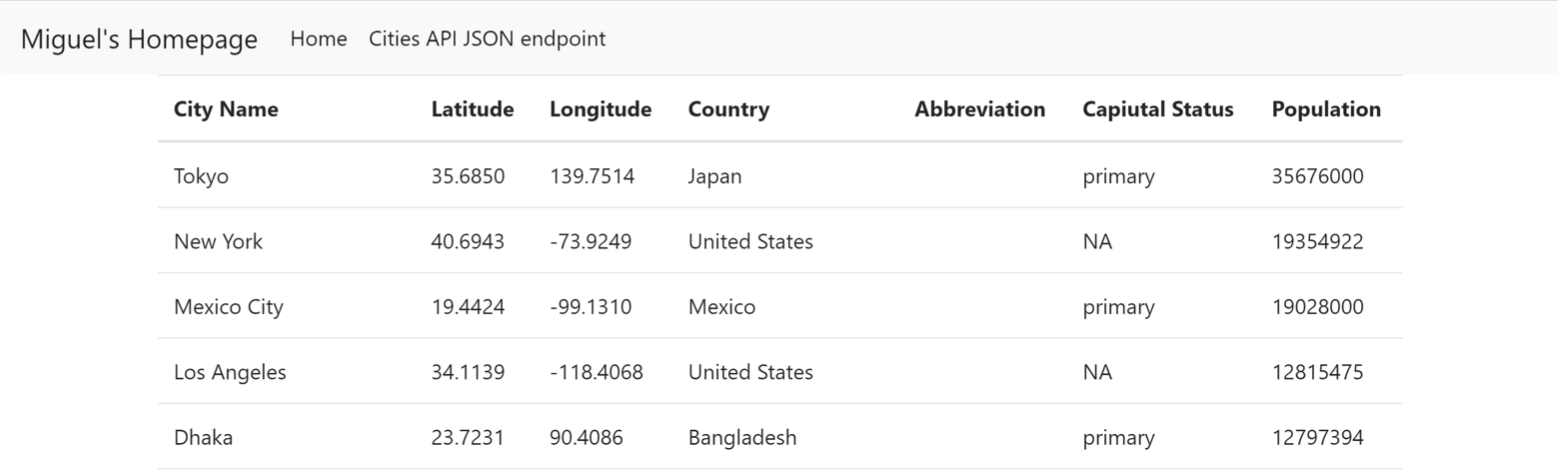 Miguel's Homepage Home Cities API JSON endpoint
City Name Latitude Longitude Country Abbreviation Capiutal Status Population
Tokyo 35.6850 139.7514 Japan primary 35676000
New York 40.6943 -73.9249 United States NA 19354922
Mexico City 19.4424 -99.1310 Mexico primary 19028000
Los Angeles 34.1139 -118.4068 United States NA 12815475
Dhaka 23.7231 90.4086 Bangladesh primary 12797394